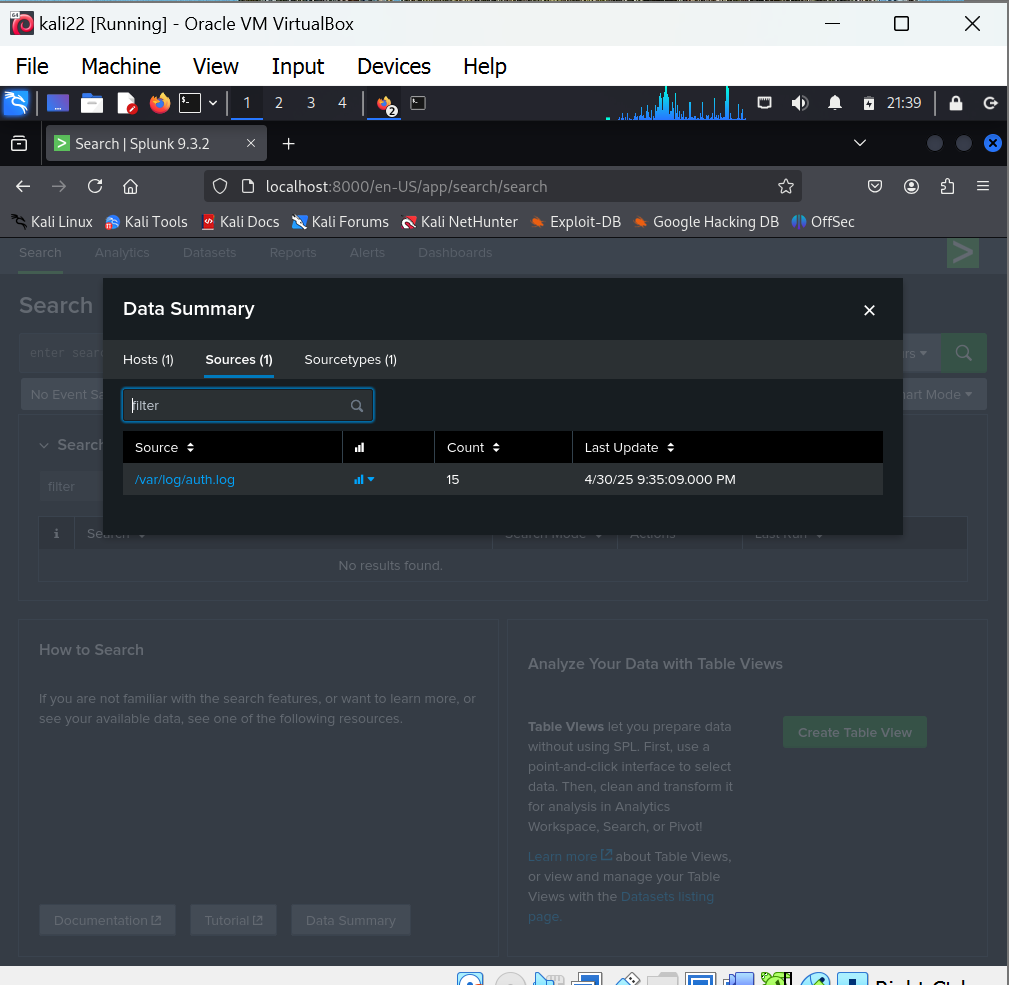 kali22 [Running] - Oracle VM VirtualBox
File Machine View Input Devices Help
1 2 3 4 2 21:39
Search | Splunk 9.3.2
localhost:8000/en-US/app/search/search
Kali Linux Kali Tools Kali Docs Kali Forums Kali NetHunter Exploit-DB Google Hacking DB OffSec
Search Analytics Datasets Reports Alerts Dashboards
Search
Data Summary
Hosts (1) Sources (1) Sourcetypes (1)
enter
No Event
Mode
filter
Search
Source Count Last Update
/var/log/auth.log 15 4/30/25 9:35:09.000 PM
filter
i Search Search Mode Actions Last Run
No results found.
How to Search
If you are not familiar with the search features, or want to learn more, or
see your available data, see one of the following resources.
Documentation Tutorial Data Summary
Analyze Your Data with Table Views
Table Views let you prepare data
without using SPL. First, use a
point-and-click interface to select
data. Then, clean and transform it
for analysis in Analytics
Workspace, Search, or Pivot!
Learn more about Table Views,
or view and manage your Table
Views with the Datasets listing
page.
Create Table View
Right Ctrl